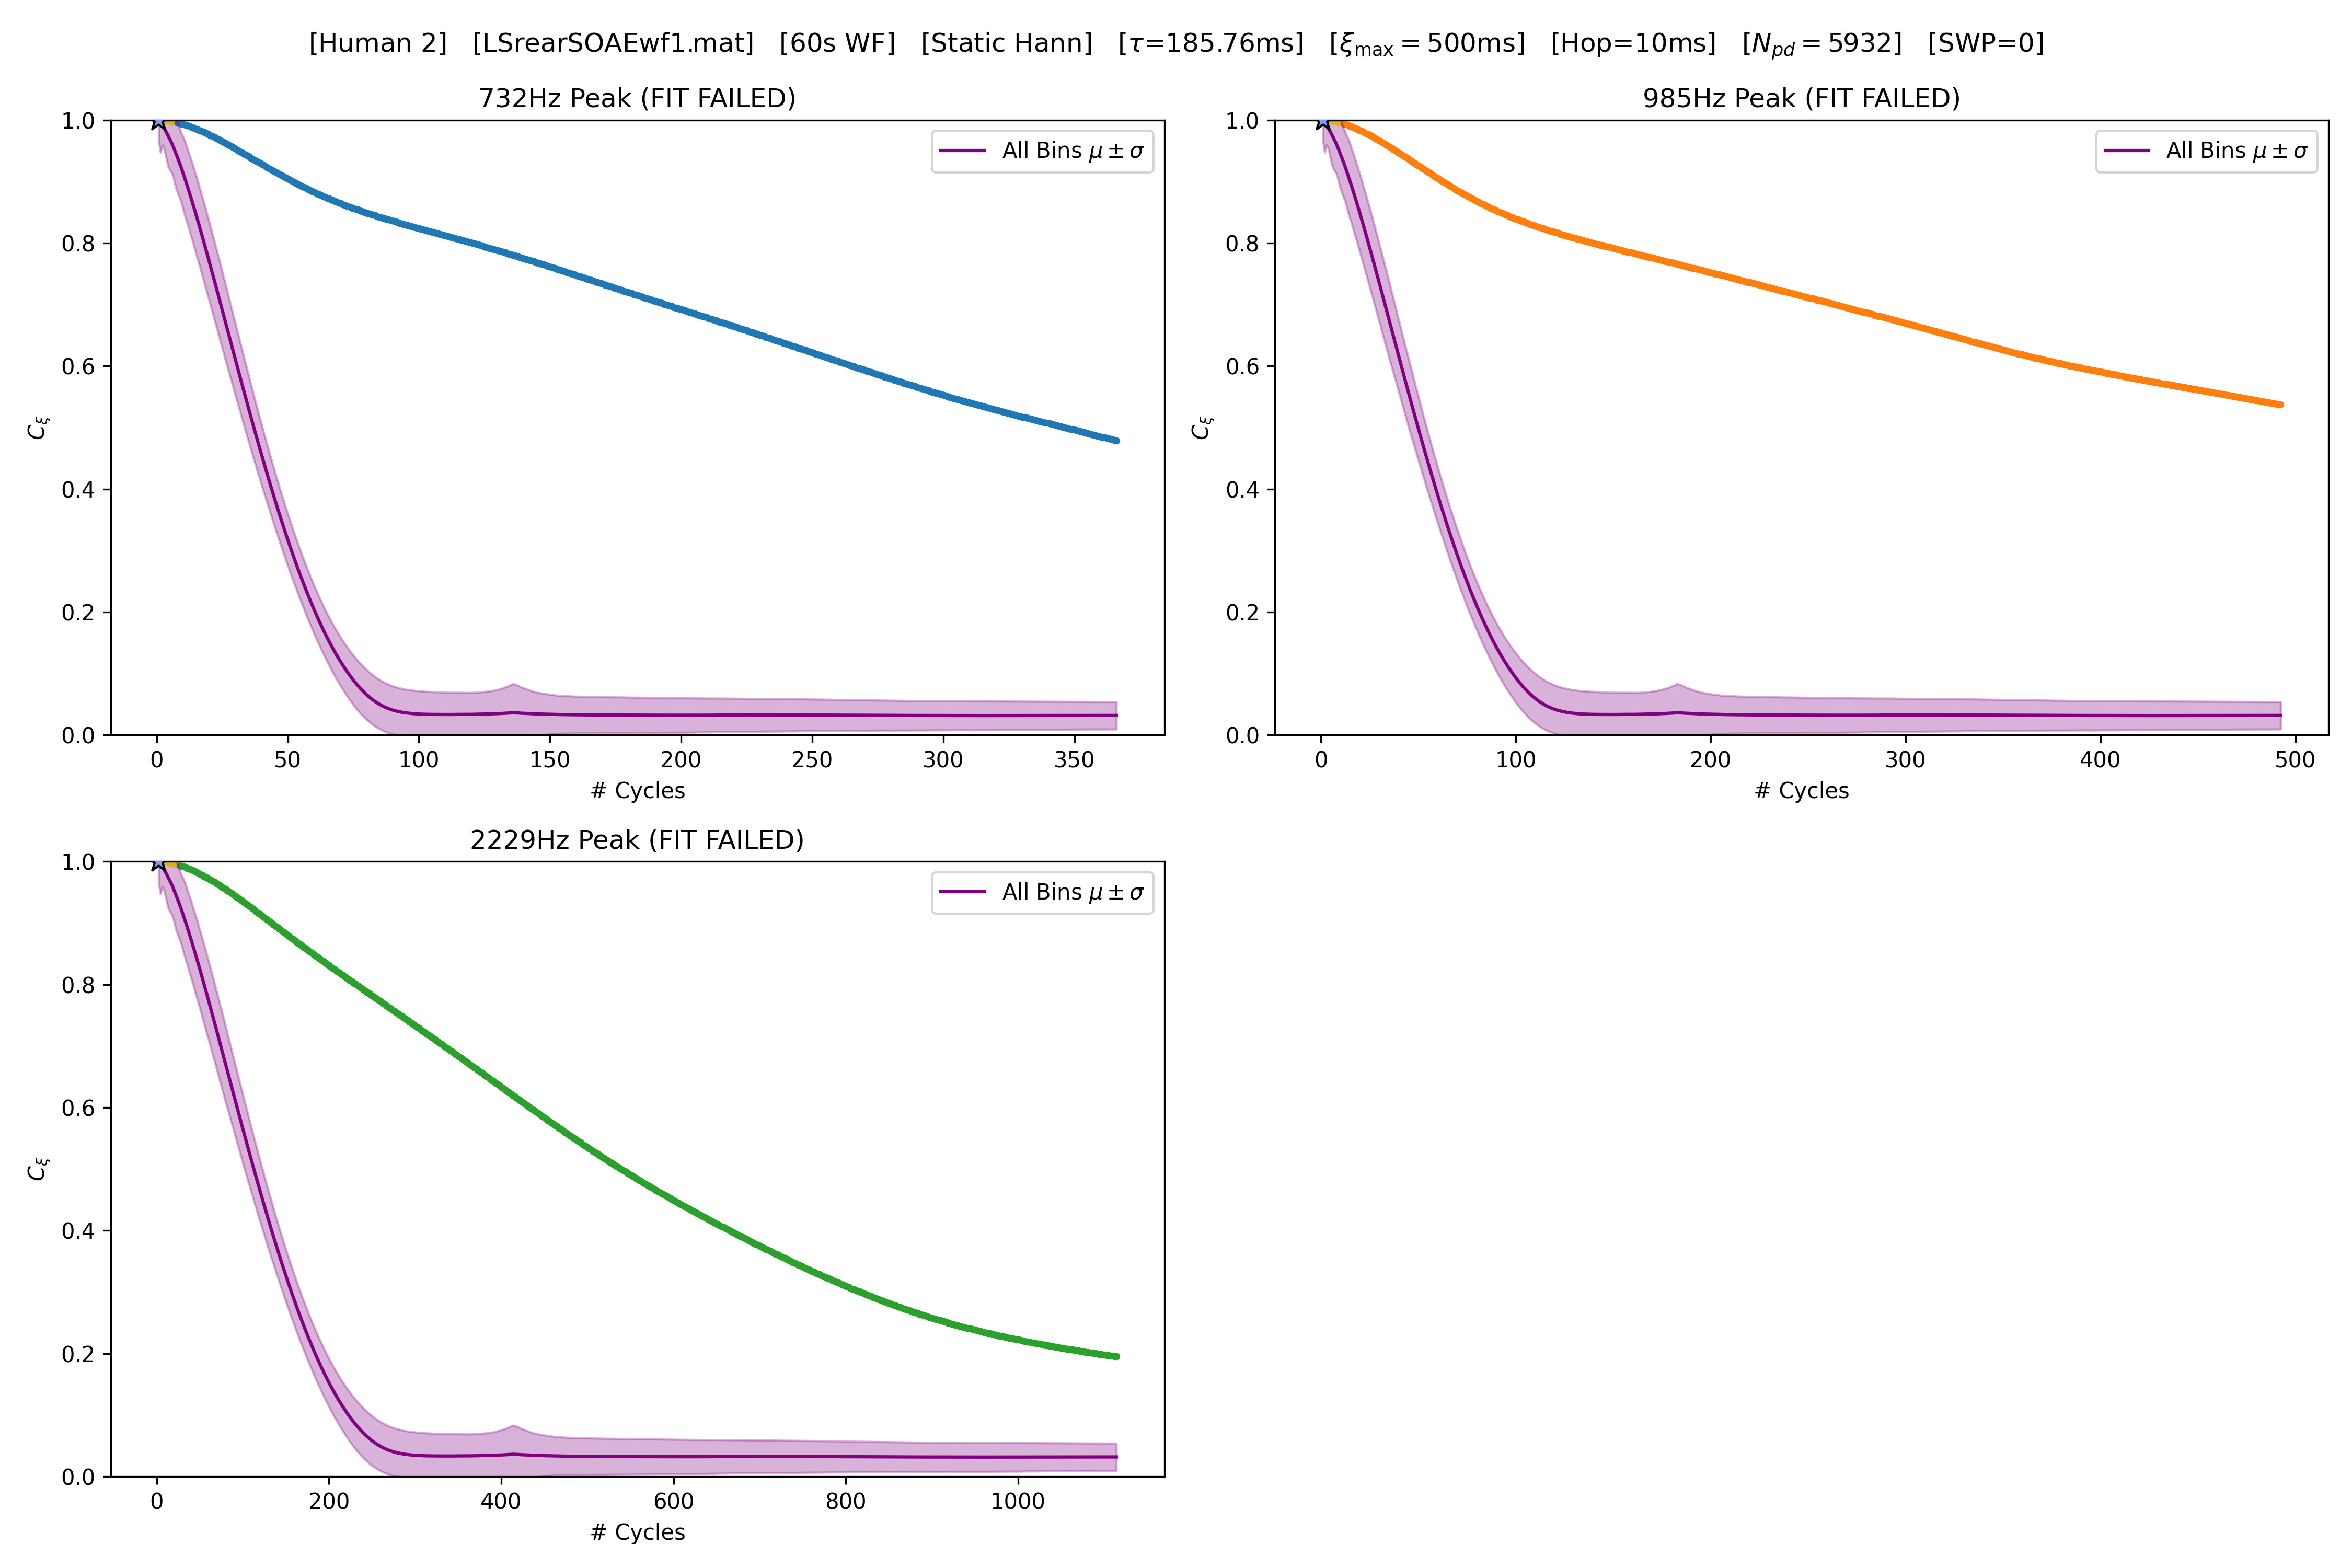 [Human 2] [LSrearSOAEwf1.mat] [60s WF] [Static Hann] [τ=185.76ms] [ξmax = 500ms] [Hop=10ms] [Npd = 5932] [SWP=0]
732Hz Peak (FIT FAILED)
1.0
0.8
0.6
0.4
0.2
0.0
Cξ
All Bins μ ± σ
0 50 100 150 200 250 300 350
# Cycles
985Hz Peak (FIT FAILED)
1.0
0.8
0.6
0.4
0.2
0.0
Cξ
All Bins μ ± σ
0 100 200 300 400 500
# Cycles
2229Hz Peak (FIT FAILED)
1.0
0.8
0.6
0.4
0.2
0.0
Cξ
All Bins μ ± σ
0 200 400 600 800 1000
# Cycles